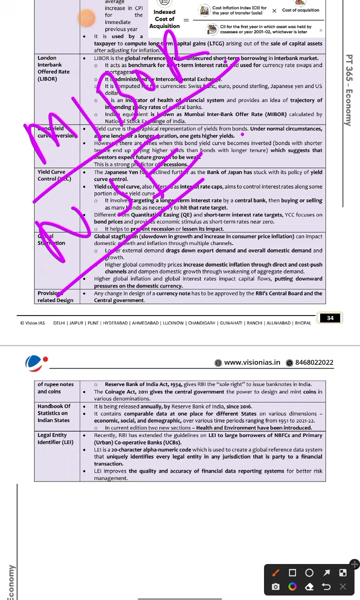 average
increase in CPI
for the
immediate
previous year
It is used by a
Indexed Cost of
Acquisition
Cost Inflation Index (CII) for
the year of transfer (sale)
Cost of acquisition
CII for the first year in which asset was held by
assesses or year 2001-02, whichever is later
taxpayer to compute long-term capital gains (LTCG) arising out of the sale of capital assets
after adjusting for inflation
London
Interbank
Offered Rate
(LIBOR)
LIBOR is the global reference
unsecured short-term borrowing in interbank market.
It acts as benchmark for short-term interest rates
used for currency rate swaps and
mortgages
Intercontinental Exchange.
currencies: Swiss franc, euro, pound sterling, Japanese yen and US
dollar.
health of financial system and provides an idea of trajectory of
impending policy rates of central banks.
India's equivalent is known as Mumbai Inter-Bank Offer Rate (MIBOR) calculated by
National Stock Exchange of India.
MIBOR
is the graphical representation of yields from bonds. Under normal circumstances,
of a longer duration, one gets higher yields.
However, there are times when this bond yield curve becomes inverted (bonds with shorter
tenure end up having higher yields than bonds with longer tenure) which suggests that
investors expect future growth to be weak.
This is a strong
recessions.
NSE
Yield Curve
Control (YCC)
The Japanese Yen
declined further as the Bank of Japan has stuck with its policy of yield
curve control.
Yield curve control, also
interest rate caps, aims to control interest rates along some
portion of the yield curve.
It involves targeting a longer-term interest rate by a central bank, then buying or selling
as many bonds as necessary to hit that rate target.
Different from Quantitative Easing (QE) and short-term interest rate targets, YCC focuses on
bond prices and promotes economic stimulus as short term rates near zero.
It helps to prevent recession or lessen its impact.
Global
Stagflation
Global stagflation (slowdown in growth and increase in consumer price inflation) can impact
domestic growth and inflation through multiple channels.
Lower external demand drags down export demand and overall domestic demand and
growth.
Higher global commodity prices increase domestic inflation through direct and cost-push
channels and dampen domestic growth through weakening of aggregate demand.
Higher global inflation and global interest rates impact capital flows, putting downward
pressures on the domestic currency.
Provisions
related Design
Any change in design of a currency note has to be approved by the RBI's Central Board and the
Central government.
PT 365 - Economy
© Vision IAS
DELHI | JAIPUR | PUNE | HYDERABAD | AHMEDABAD | LUCKNOW | CHANDIGARH | GUWAHATI | RANCHI | ALLAHABAD | BHOPAL
34
www.visionias.in
8468022022
of rupee notes
and coins
Reserve Bank of India Act, 1934, gives RBI the "sole right" to issue banknotes in India.
The Coinage Act, 2011 gives the central government the power to design and mint coins in
various denominations.
Handbook Of
Statistics on
Indian States
It is being released annually, by Reserve Bank of India, since 2016.
It contains comparable data at one place for different States on various dimensions –
economic, social, and demographic, over various time periods ranging from 1951 to 2021-22.
In current edition two new sections – Health and Environment have been introduced.
Legal Entity
Identifier (LEI)
Recently, RBI has extended the guidelines on LEI to large borrowers of NBFCs and Primary
(Urban) Co-operative Banks (UCBs).
LEI is a 20-character alpha-numeric code which is used to create a global reference data system
that uniquely identifies every legal entity in any jurisdiction that is party to a financial
transaction.
LEI improves the quality and accuracy of financial data reporting systems for better risk
management.
Economy